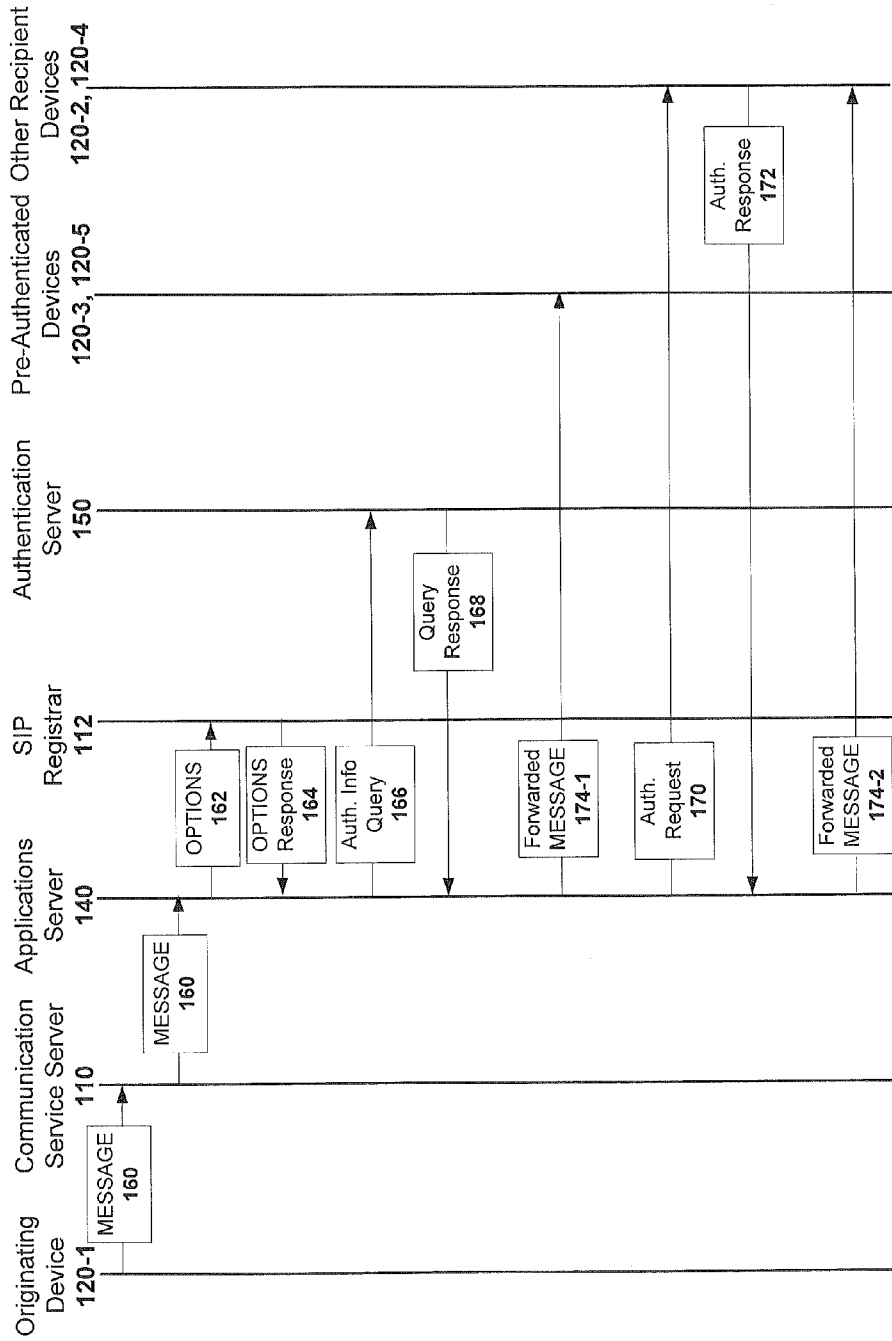 Originating
Device
120-1
Communication
Service Server
110
Applications
Server
140
SIP
Registrar
112
Authentication
Server
150
Pre-Authenticated
Devices
120-3, 120-5
Other Recipient
Devices
120-2, 120-4
MESSAGE
160
MESSAGE
160
OPTIONS
162
OPTIONS
Response
164
Auth. Info
Query
166
Query
Response
168
Forwarded
MESSAGE
174-1
Auth.
Request
170
Auth.
Response
172
Forwarded
MESSAGE
174-2